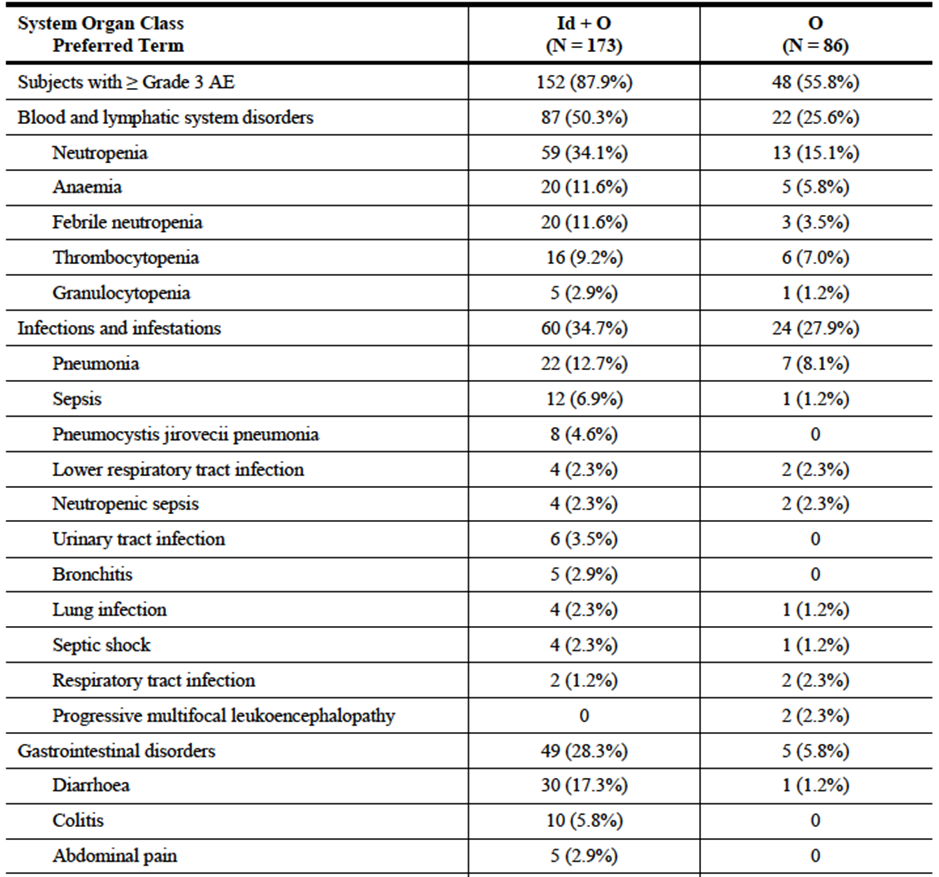 System Organ Class Id + O O
Preferred Term (N = 173) (N = 86)
Subjects with ≥ Grade 3 AE 152 (87.9%) 48 (55.8%)
Blood and lymphatic system disorders 87 (50.3%) 22 (25.6%)
Neutropenia 59 (34.1%) 13 (15.1%)
Anaemia 20 (11.6%) 5 (5.8%)
Febrile neutropenia 20 (11.6%) 3 (3.5%)
Thrombocytopenia 16 (9.2%) 6 (7.0%)
Granulocytopenia 5 (2.9%) 1 (1.2%)
Infections and infestations 60 (34.7%) 24 (27.9%)
Pneumonia 22 (12.7%) 7 (8.1%)
Sepsis 12 (6.9%) 1 (1.2%)
Pneumocystis jirovecii pneumonia 8 (4.6%) 0
Lower respiratory tract infection 4 (2.3%) 2 (2.3%)
Neutropenic sepsis 4 (2.3%) 2 (2.3%)
Urinary tract infection 6 (3.5%) 0
Bronchitis 5 (2.9%) 0
Lung infection 4 (2.3%) 1 (1.2%)
Septic shock 4 (2.3%) 1 (1.2%)
Respiratory tract infection 2 (1.2%) 2 (2.3%)
Progressive multifocal leukoencephalopathy 0 2 (2.3%)
Gastrointestinal disorders 49 (28.3%) 5 (5.8%)
Diarrhoea 30 (17.3%) 1 (1.2%)
Colitis 10 (5.8%) 0
Abdominal pain 5 (2.9%) 0